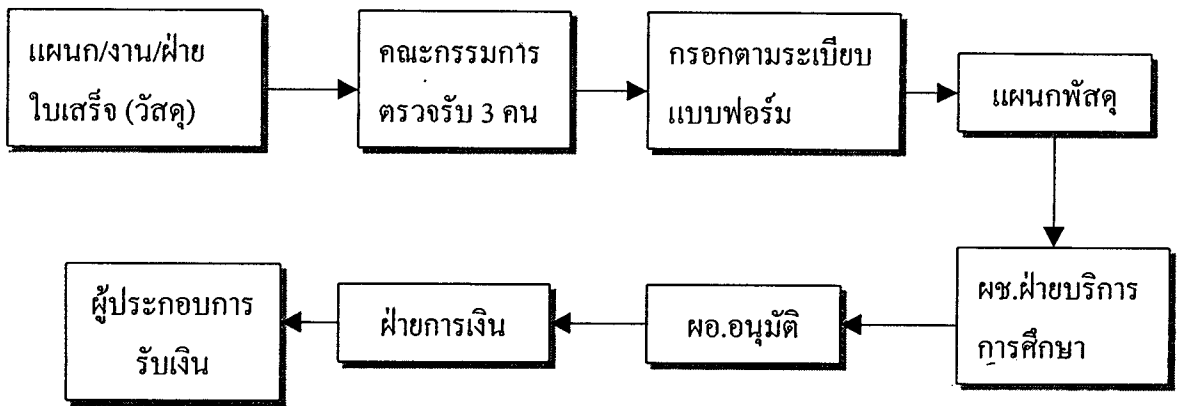 แผนก/งาน/ฝ่าย
ใบเสร็จ (วัสดุ)
คณะกรรมการ
ตรวจรับ 3 คน
กรอกตามระเบียบ
แบบฟอร์ม
แผนกพัสดุ
ผช.ฝ่ายบริการ
การศึกษา
ผอ.อนุมัติ
ฝ่ายการเงิน
ผู้ประกอบการ
รับเงิน